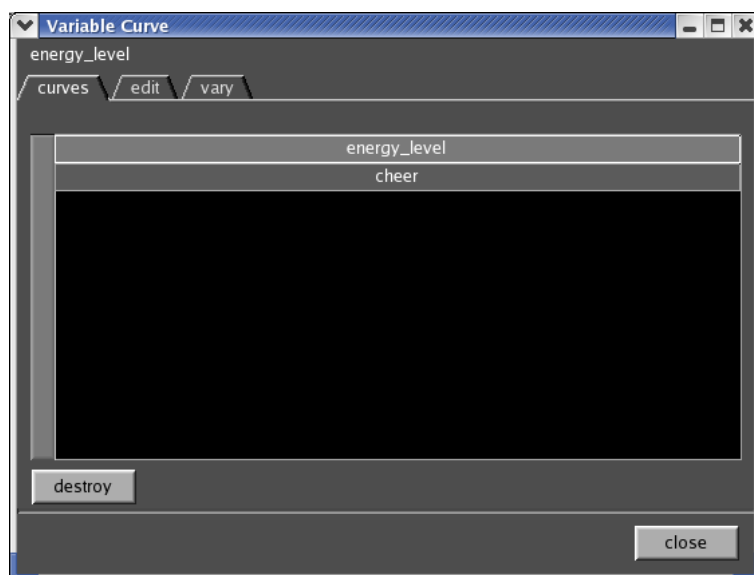 Variable Curve
energy_level
curves edit vary
energy_level
cheer
destroy
close